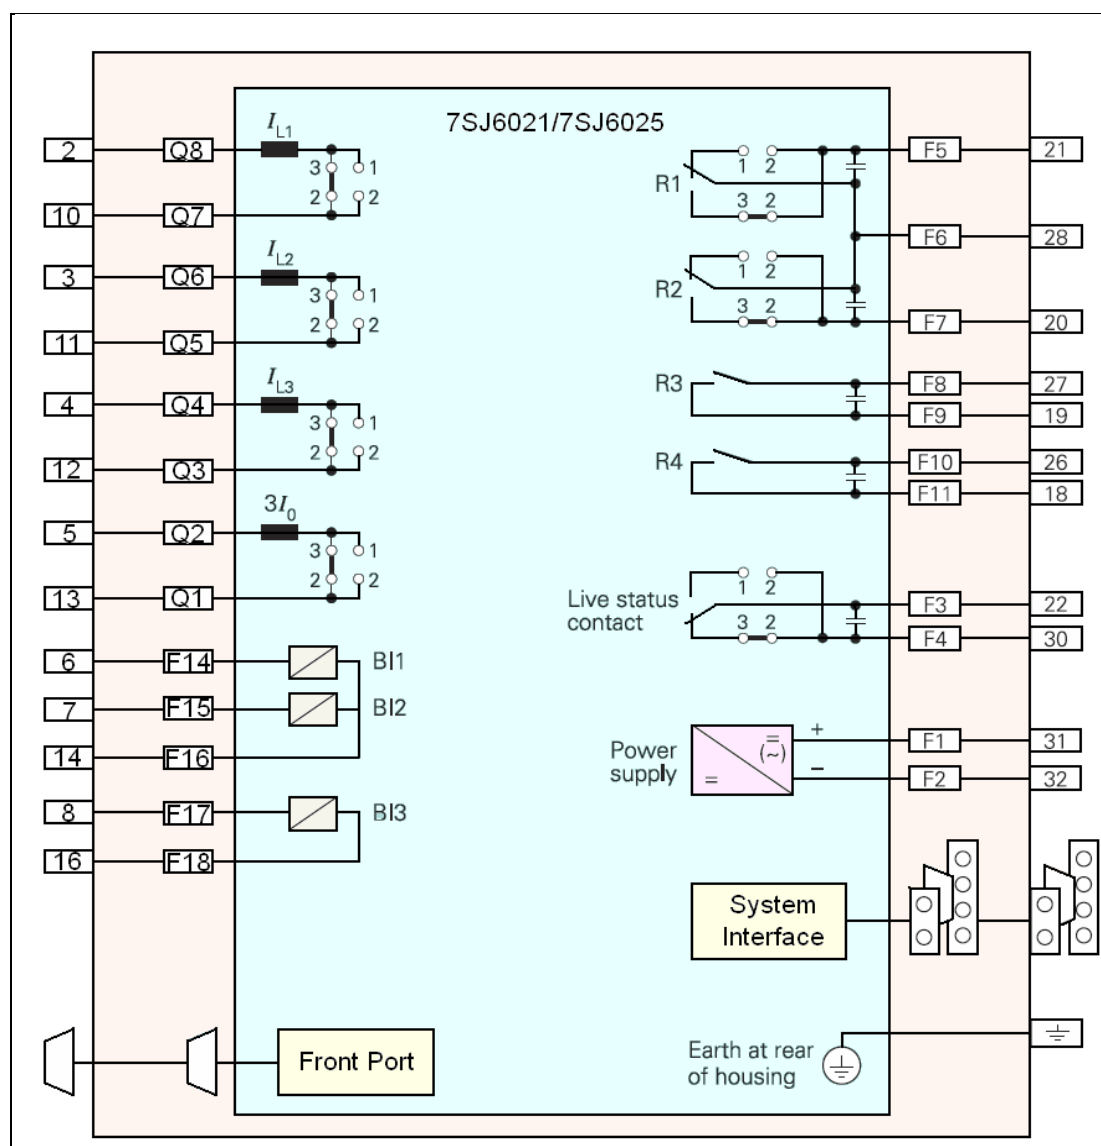 7SJ6021/7SJ6025
2 Q8 IL1
3 1
2 2
10 Q7
3 Q6 IL2
3 1
2 2
11 Q5
4 Q4 IL3
3 1
2 2
12 Q3
5 Q2 3I0
3 1
2 2
13 Q1
6 F14 BI1
7 F15 BI2
14 F16
8 F17 BI3
16 F18
Front Port
R1
1 2
3 2
F5 21
F6 28
R2
1 2
3 2
F7 20
R3 F8 27
F9 19
R4 F10 26
F11 18
Live status
contact
1 2
3 2
F3 22
F4 30
Power
supply
=
(~)
=
+ F1 31
− F2 32
System
Interface
Earth at rear
of housing